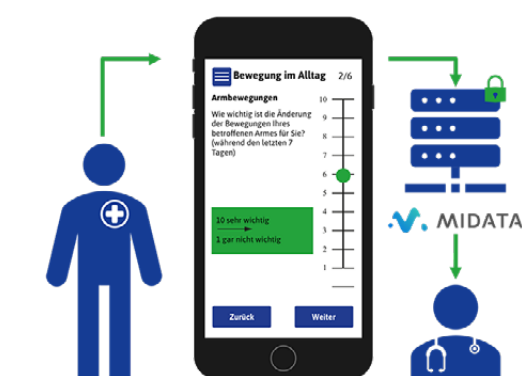 Bewegung im Alltag 2/6
Armbewegungen
Wie wichtig ist die Änderung
der Bewegungen Ihres
betroffenen Armes für Sie?
(während den letzten 7
Tagen)
10
9
8
7
6
5
4
3
2
1
10 sehr wichtig
1 gar nicht wichtig
Zurück
Weiter
MIDATA